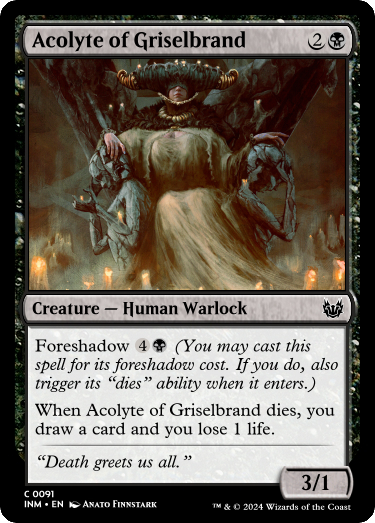 Acolyte of Griselbrand 2
Creature — Human Warlock
Foreshadow 4 (You may cast this
spell for its foreshadow cost. If you do, also
trigger its “dies” ability when it enters.)
When Acolyte of Griselbrand dies, you
draw a card and you lose 1 life.
“Death greets us all.”
3/1
C 0091
INM • EN Anato Finnstark
™ & © 2024 Wizards of the Coast